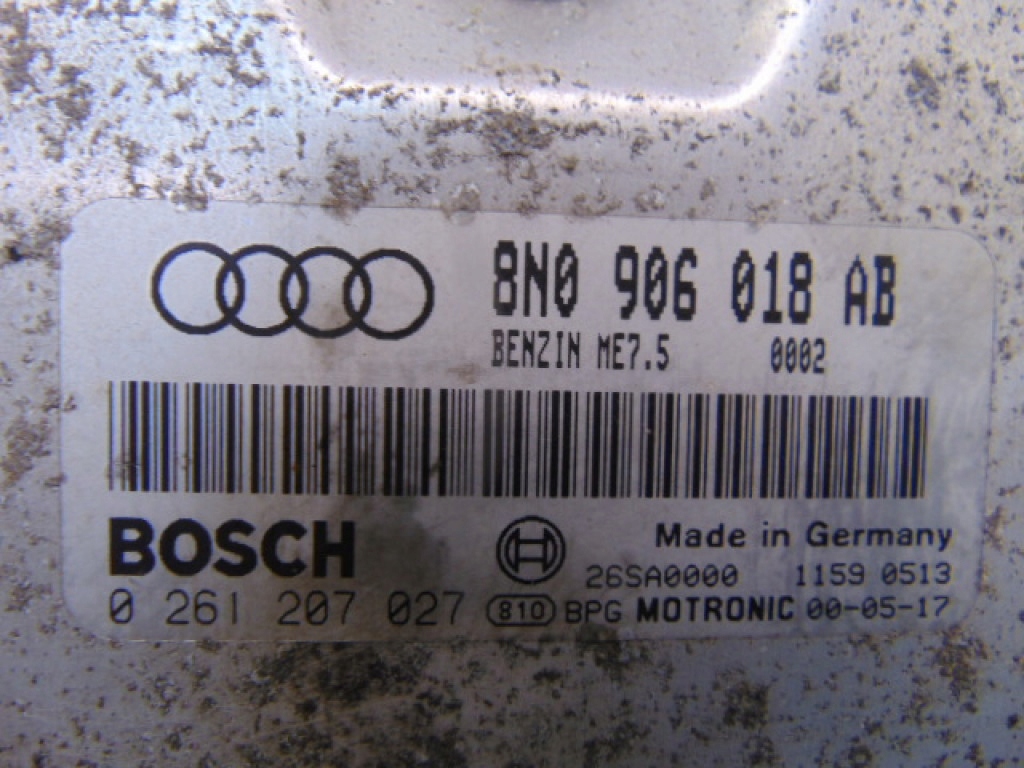 8N0 906 018 AB
BENZIN ME7.5 0002
BOSCH
Made in Germany
26SA0000 1159 0513
0 261 207 027 810 BPG MOTRONIC 00-05-17